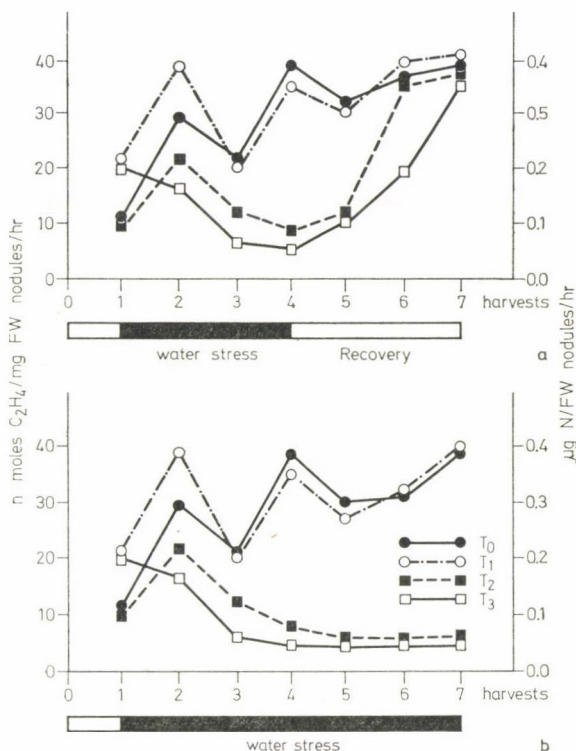 n moles C₂H₄/mg FW nodules/hr
µg N/FW nodules/hr
40
30
20
10
0
0.4
0.5
0.2
0.1
0.0
0 1 2 3 4 5 6 7 harvests
water stress Recovery a
40
30
20
10
0
0.4
0.3
0.2
0.1
0.0
T₀
T₁
T₂
T₃
0 1 2 3 4 5 6 7 harvests
water stress b